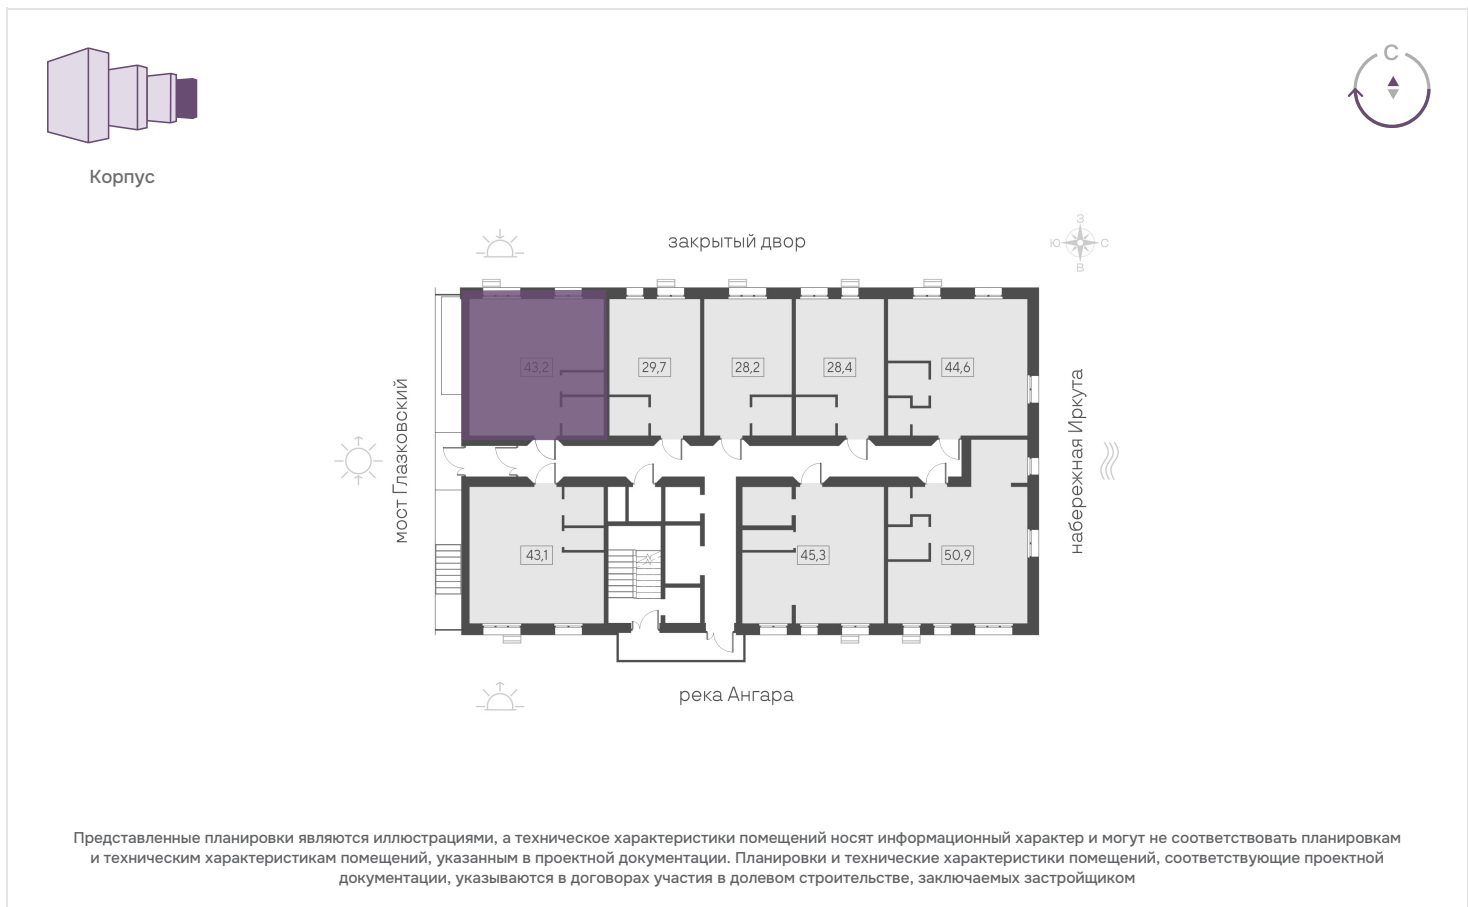 С
Корпус
закрытый двор
З
Ю
С
В
43,2
29,7
28,2
28,4
44,6
мост Глазковский
набережная Иркута
43,1
45,3
50,9
река Ангара
Представленные планировки являются иллюстрациями, а техническое характеристики помещений носят информационный характер и могут не соответствовать планировкам
и техническим характеристикам помещений, указанным в проектной документации. Планировки и технические характеристики помещений, соответствующие проектной
документации, указываются в договорах участия в долевом строительстве, заключаемых застройщиком